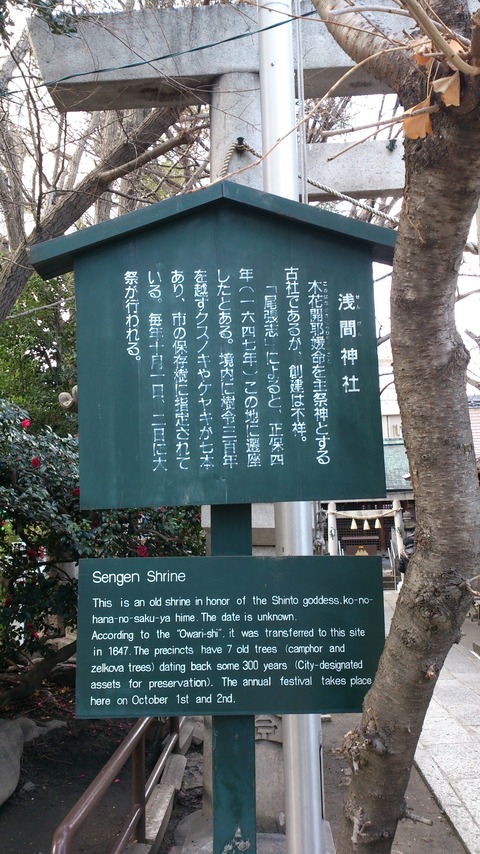 浅間神社
木花開耶媛命を主祭神とする
古社であるが、創建は不祥。
「尾張志」によると、正保四
年(一六四七年)この地に遷座
したとある。境内に樹令三百年
を越すクスノキやケヤキが七本
あり、市の保存樹に指定されて
いる。毎年十月一日、二日に大
祭が行われる。
Sengen Shrine
This is an old shrine in honor of the Shinto goddess.ko-no-
hana-no-saku-ya hime. The date is unknown.
According to the "Owari-shi". it was transferred to this site
in 1647. The precincts have 7 old trees (camphor and
zelkova trees) dating back some 300 years (City-designated
assets for preservation). The annual festival takes place
here on October 1st and 2nd.